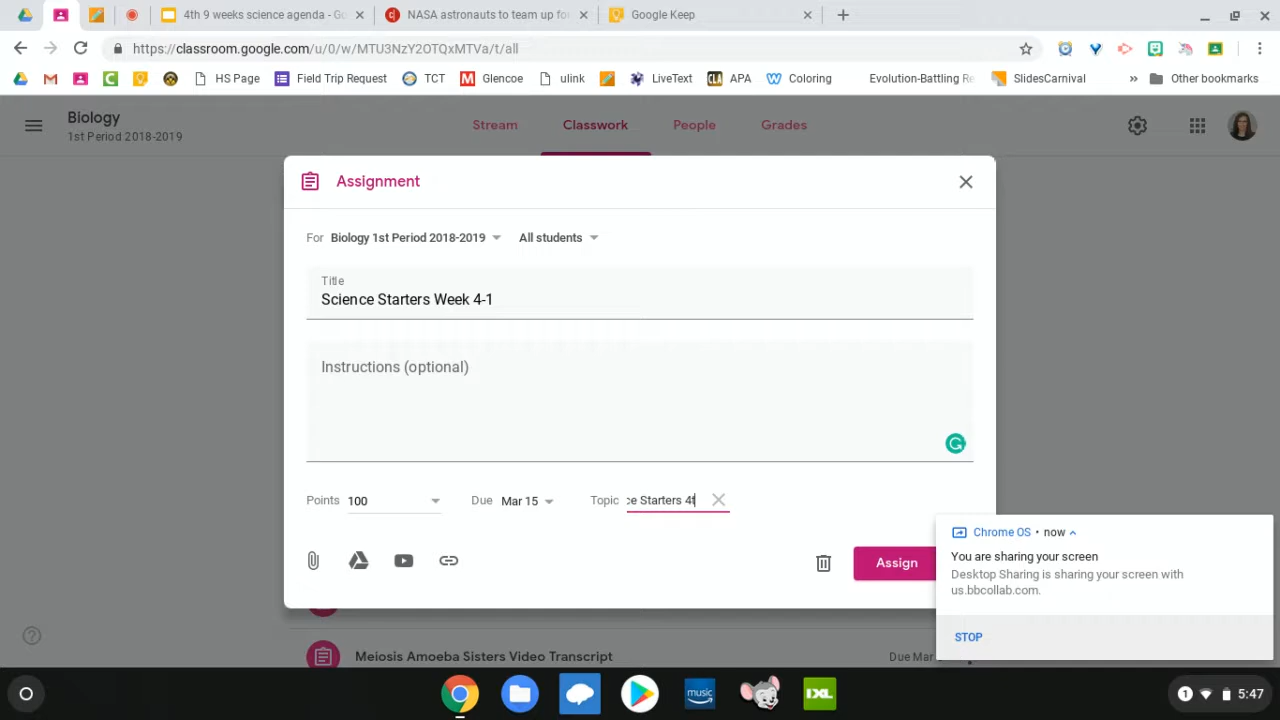 4th 9 weeks science agenda - Go
NASA astronauts to team up fo
Google Keep
https://classroom.google.com/u/0/w/MTU3NzY2OTQxMTVa/t/all
HS Page
Field Trip Request
TCT
Glencoe
ulink
LiveText
CLA
APA
Coloring
Evolution-Battling Re
SlidesCarnival
»
Other bookmarks
Biology
1st Period 2018-2019
Stream
Classwork
People
Grades
Assignment
For Biology 1st Period 2018-2019 All students
Title
Science Starters Week 4-1
Instructions (optional)
Points 100 Due Mar 15 Topic ce Starters 4t
Assign
Chrome OS • now
You are sharing your screen
Desktop Sharing is sharing your screen with
us.bbcollab.com.
STOP
Meiosis Amoeba Sisters Video Transcript
Due Mar
music
IXL
1
5:47